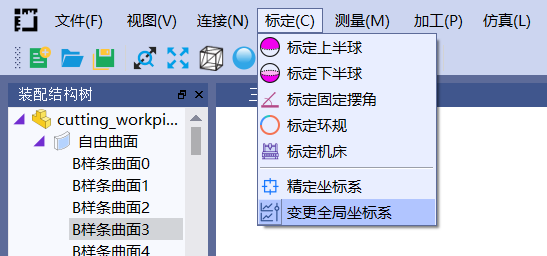 文件(F) 视图(V) 连接(N) 标定(C) 测量(M) 加工(P) 仿真(L)
标定上半球
标定下半球
标定固定摆角
标定环规
标定机床
精定坐标系
变更全局坐标系
装配结构树
cutting_workpi...
自由曲面
B样条曲面0
B样条曲面1
B样条曲面2
B样条曲面3
B样条曲面4